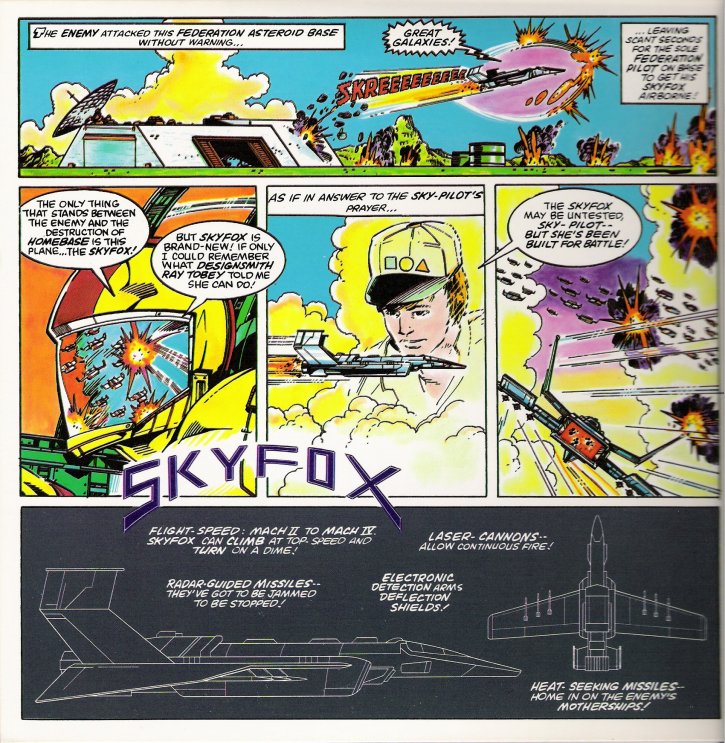 THE ENEMY ATTACKED THIS FEDERATION ASTEROID BASE
WITHOUT WARNING...
GREAT
GALAXIES!
SKREEEEEEEEE
...LEAVING
SCANT SECONDS
FOR THE SOLE
FEDERATION
PILOT ON BASE
TO GET HIS
SKYFOX
AIRBORNE!
THE ONLY THING
THAT STANDS BETWEEN
THE ENEMY AND THE
DESTRUCTION OF
HOMEBASE IS THIS
PLANE...THE SKYFOX!
BUT SKYFOX IS
BRAND-NEW! IF ONLY
I COULD REMEMBER
WHAT DESIGNSMITH
RAY TOBEY TOLD ME
SHE CAN DO!
AS IF IN ANSWER TO THE SKY-PILOT'S
PRAYER...
THE SKYFOX
MAY BE UNTESTED,
SKY-PILOT--
BUT SHE'S BEEN
BUILT FOR BATTLE!
SKYFOX
FLIGHT-SPEED: MACH II TO MACH IV.
SKYFOX CAN CLIMB AT TOP SPEED AND
TURN ON A DIME!
LASER-CANNONS--
ALLOW CONTINUOUS FIRE!
RADAR-GUIDED MISSILES--
THEY'VE GOT TO BE JAMMED
TO BE STOPPED!
ELECTRONIC
DETECTION ARMS
DEFLECTION
SHIELDS!
HEAT-SEEKING MISSILES--
HOME IN ON THE ENEMY'S
MOTHERSHIPS!